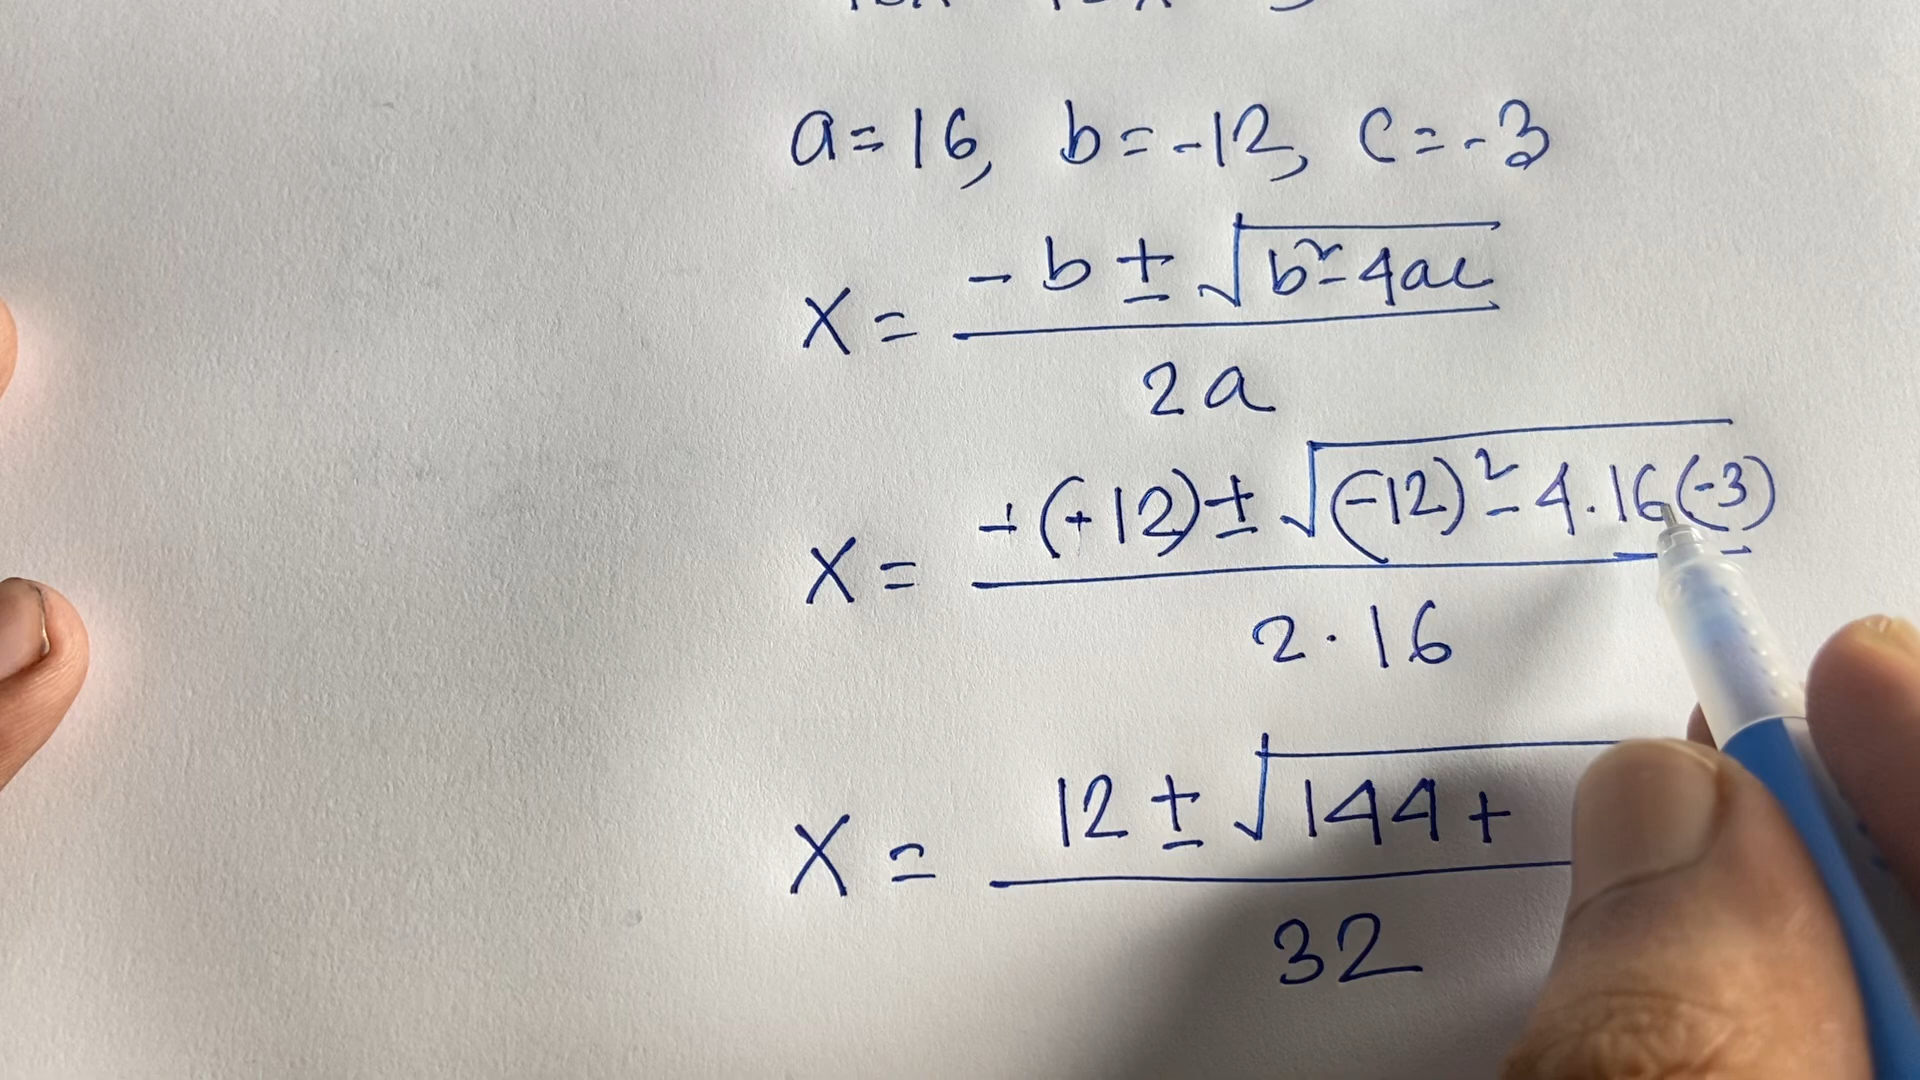 a=16, b=-12, c=-3
X= -b ± √b²-4ac / 2a
X= -(-12) ± √(-12)²-4.16(-3) / 2·16
X= 12 ± √144+ / 32